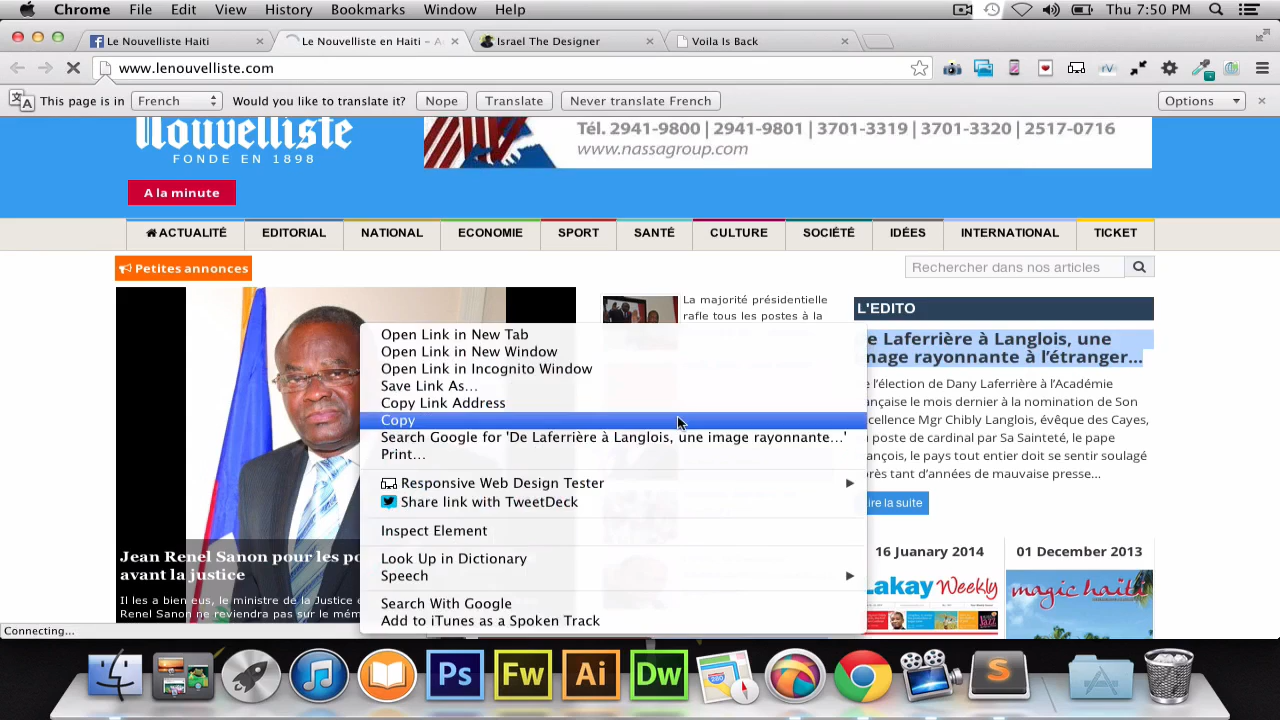 Chrome File Edit View History Bookmarks Window Help Thu 7:50 PM
Le Nouvelliste Haiti
Le Nouvelliste en Haiti – A
Israel The Designer
Voila Is Back
www.lenouvelliste.com
This page is in French Would you like to translate it? Nope Translate Never translate French Options
Nouvelliste
FONDE EN 1898
Tél. 2941-9800 | 2941-9801 | 3701-3319 | 3701-3320 | 2517-0716
www.nassagroup.com
A la minute
ACTUALITÉ EDITORIAL NATIONAL ECONOMIE SPORT SANTÉ CULTURE SOCIÉTÉ IDÉES INTERNATIONAL TICKET
Petites annonces
Rechercher dans nos articles
Jean Renel Sanon pour les po
avant la justice
Il les a bien eus, le ministre de la Justice e
Renel Sanon ne reviendra pas sur le mém
La majorité présidentielle
rafle tous les postes à la
Open Link in New Tab
Open Link in New Window
Open Link in Incognito Window
Save Link As...
Copy Link Address
Copy
Search Google for 'De Laferrière à Langlois, une image rayonnante...'
Print...
Responsive Web Design Tester
Share link with TweetDeck
Inspect Element
Look Up in Dictionary
Speech
Search With Google
Add to iTunes as a Spoken Track
L'EDITO
e Laferrière à Langlois, une
mage rayonnante à l'étranger...
e l'élection de Dany Laferrière à l'Académie
ançaise le mois dernier à la nomination de Son
xcellence Mgr Chibly Langlois, évêque des Cayes,
poste de cardinal par Sa Sainteté, le pape
ançois, le pays tout entier doit se sentir soulagé
près tant d'années de mauvaise presse...
ire la suite
16 Juanary 2014
01 December 2013
Lakay Weekly
magic haiti
Connecting...
Ps Fw Ai Dw
280
S